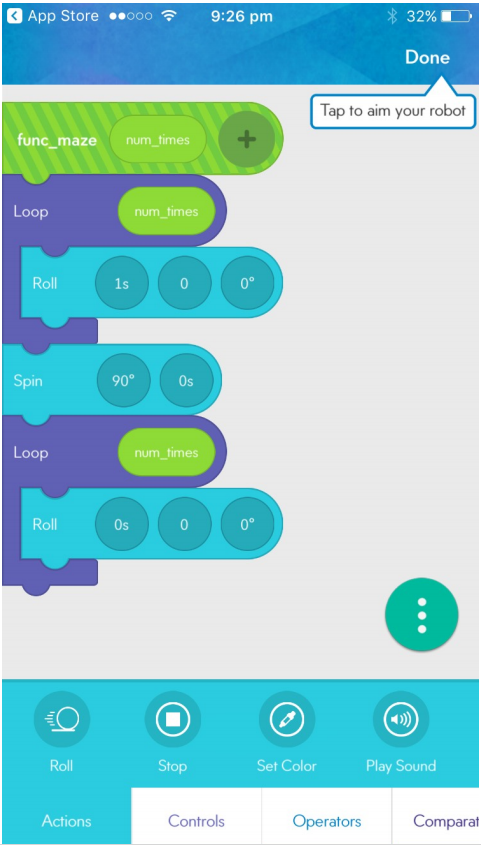 App Store 9:26 pm 32%
Done
Tap to aim your robot
func_maze num_times +
Loop num_times
Roll 1s 0 0°
Spin 90° 0s
Loop num_times
Roll 0s 0 0°
Roll Stop Set Color Play Sound
Actions Controls Operators Comparat